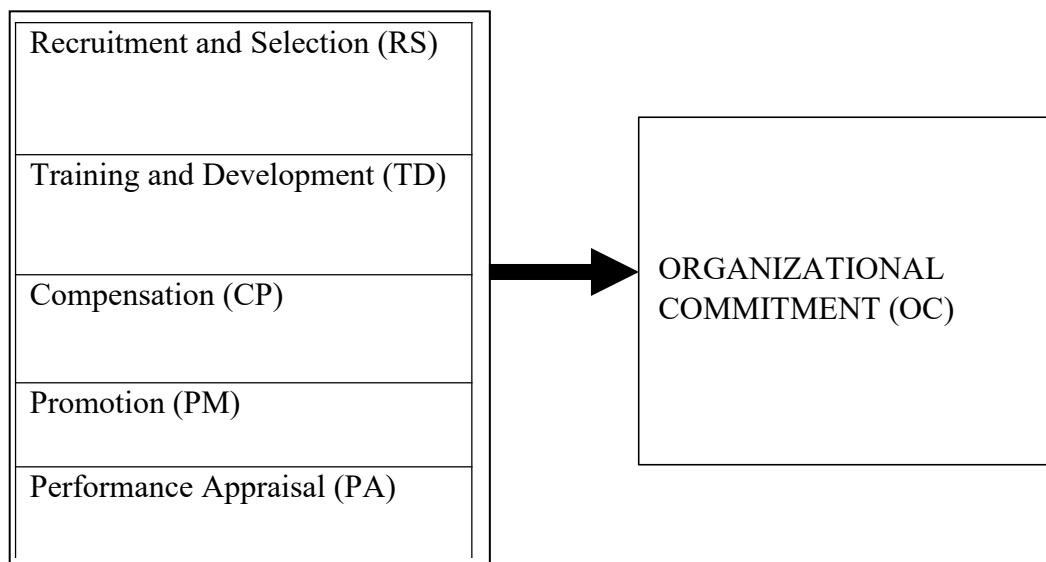 Recruitment and Selection (RS)
Training and Development (TD)
Compensation (CP)
Promotion (PM)
Performance Appraisal (PA)
ORGANIZATIONAL
COMMITMENT (OC)